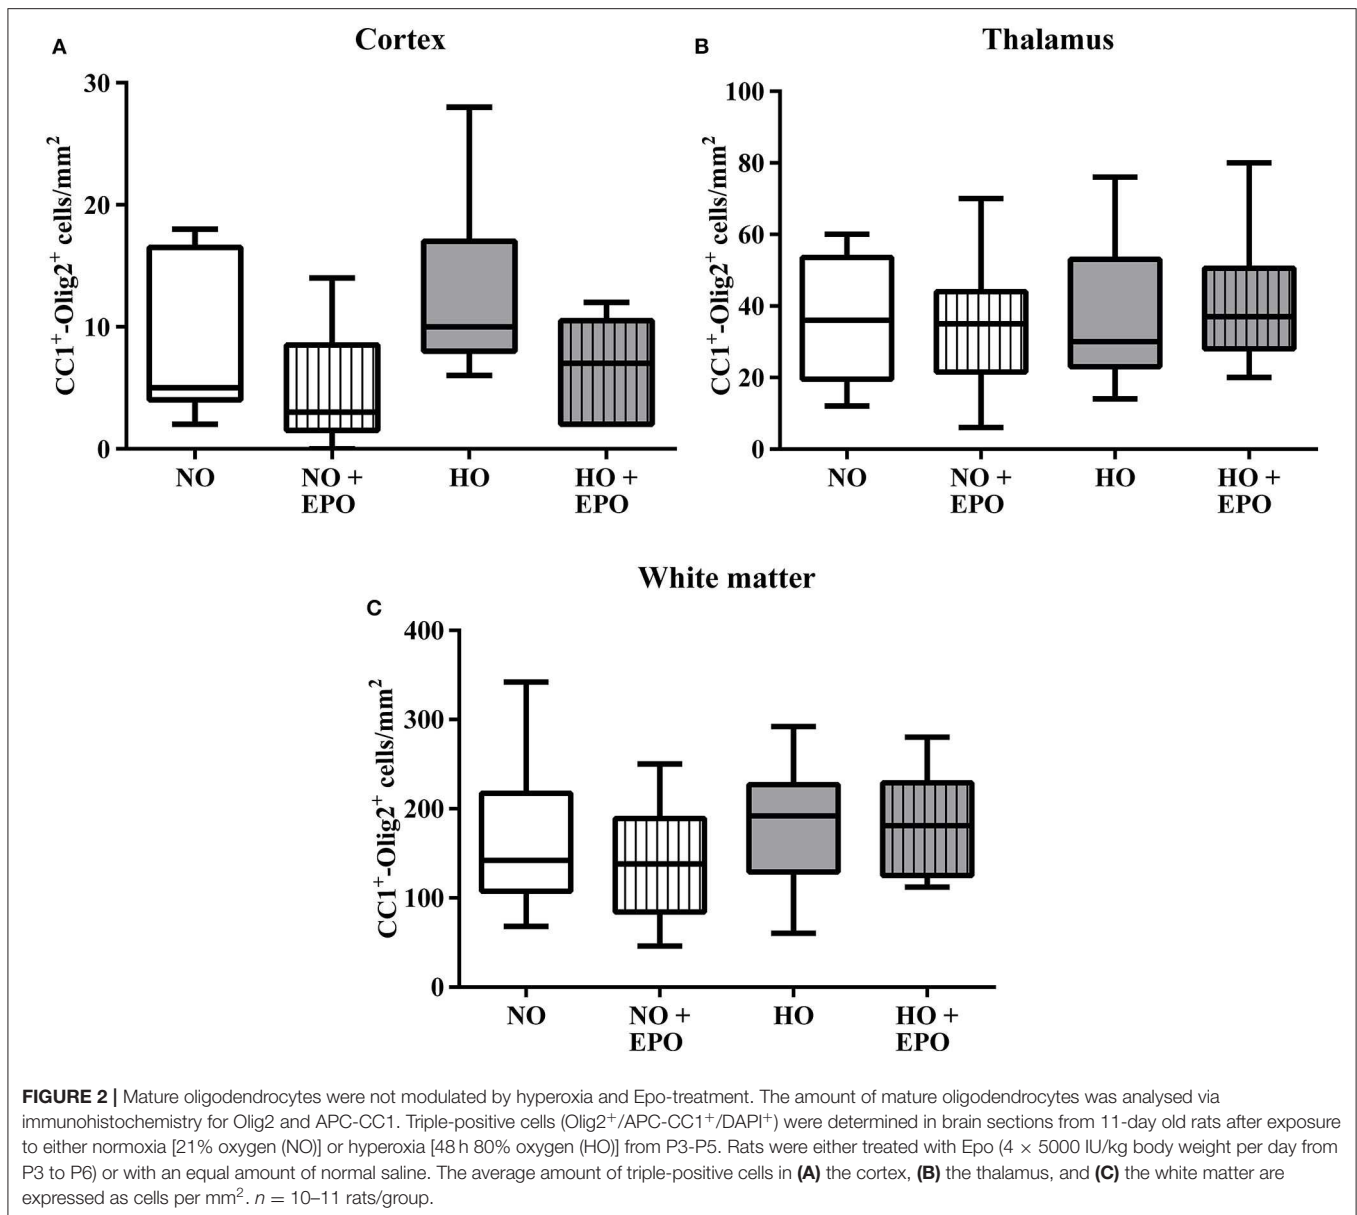 A
Cortex
CC1⁺-Olig2⁺ cells/mm²
30
20
10
0
NO
NO +
EPO
HO
HO +
EPO
B
Thalamus
CC1⁺-Olig2⁺ cells/mm²
100
80
60
40
20
0
NO
NO +
EPO
HO
HO +
EPO
White matter
C
CC1⁺-Olig2⁺ cells/mm²
400
300
200
100
0
NO
NO +
EPO
HO
HO +
EPO
FIGURE 2 | Mature oligodendrocytes were not modulated by hyperoxia and Epo-treatment. The amount of mature oligodendrocytes was analysed via
immunohistochemistry for Olig2 and APC-CC1. Triple-positive cells (Olig2⁺/APC-CC1⁺/DAPI⁺) were determined in brain sections from 11-day old rats after exposure
to either normoxia [21% oxygen (NO)] or hyperoxia [48 h 80% oxygen (HO)] from P3-P5. Rats were either treated with Epo (4 × 5000 IU/kg body weight per day from
P3 to P6) or with an equal amount of normal saline. The average amount of triple-positive cells in (A) the cortex, (B) the thalamus, and (C) the white matter are
expressed as cells per mm². n = 10–11 rats/group.